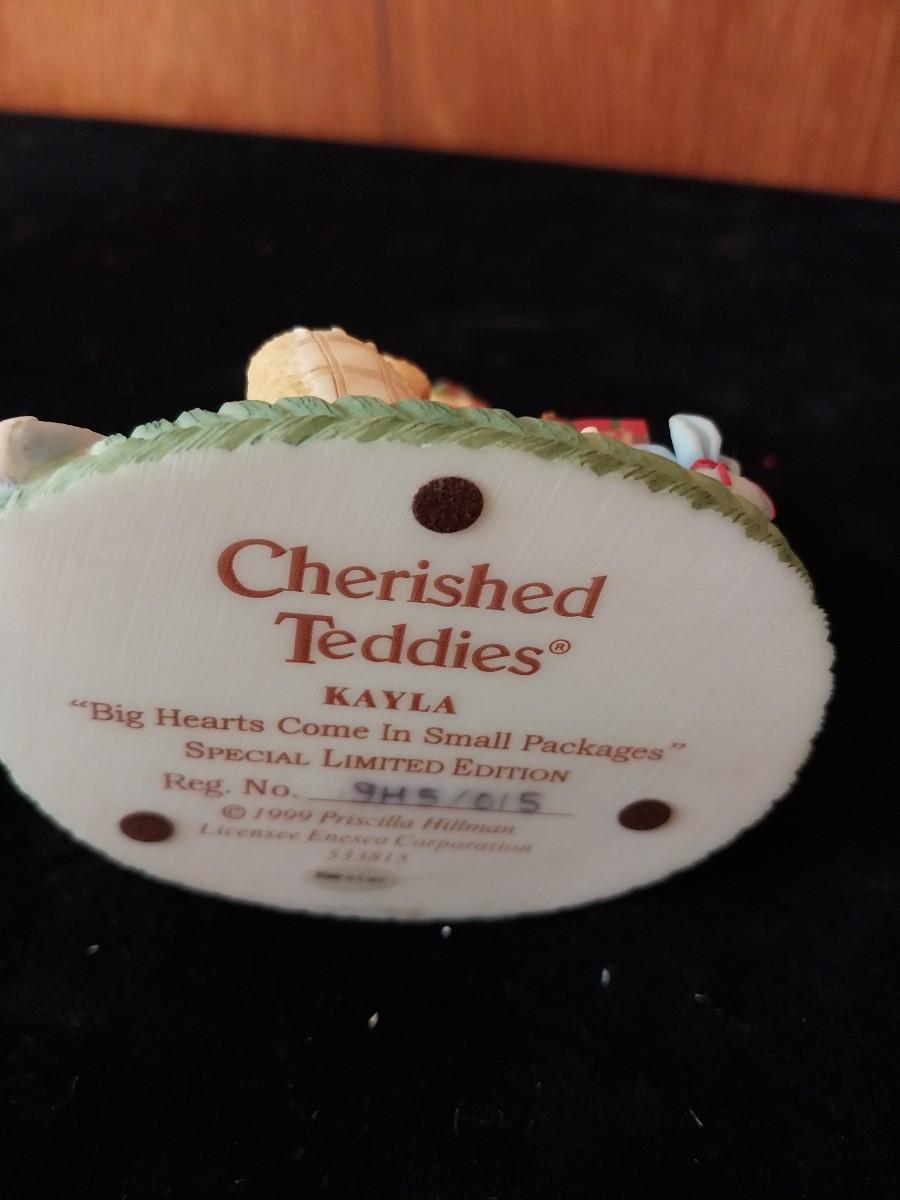 Cherished
Teddies®
KAYLA
“Big Hearts Come In Small Packages”
SPECIAL LIMITED EDITION
Reg. No. 9H5/015
© 1999 Priscilla Hillman
Licensee Enesco Corporation
533815